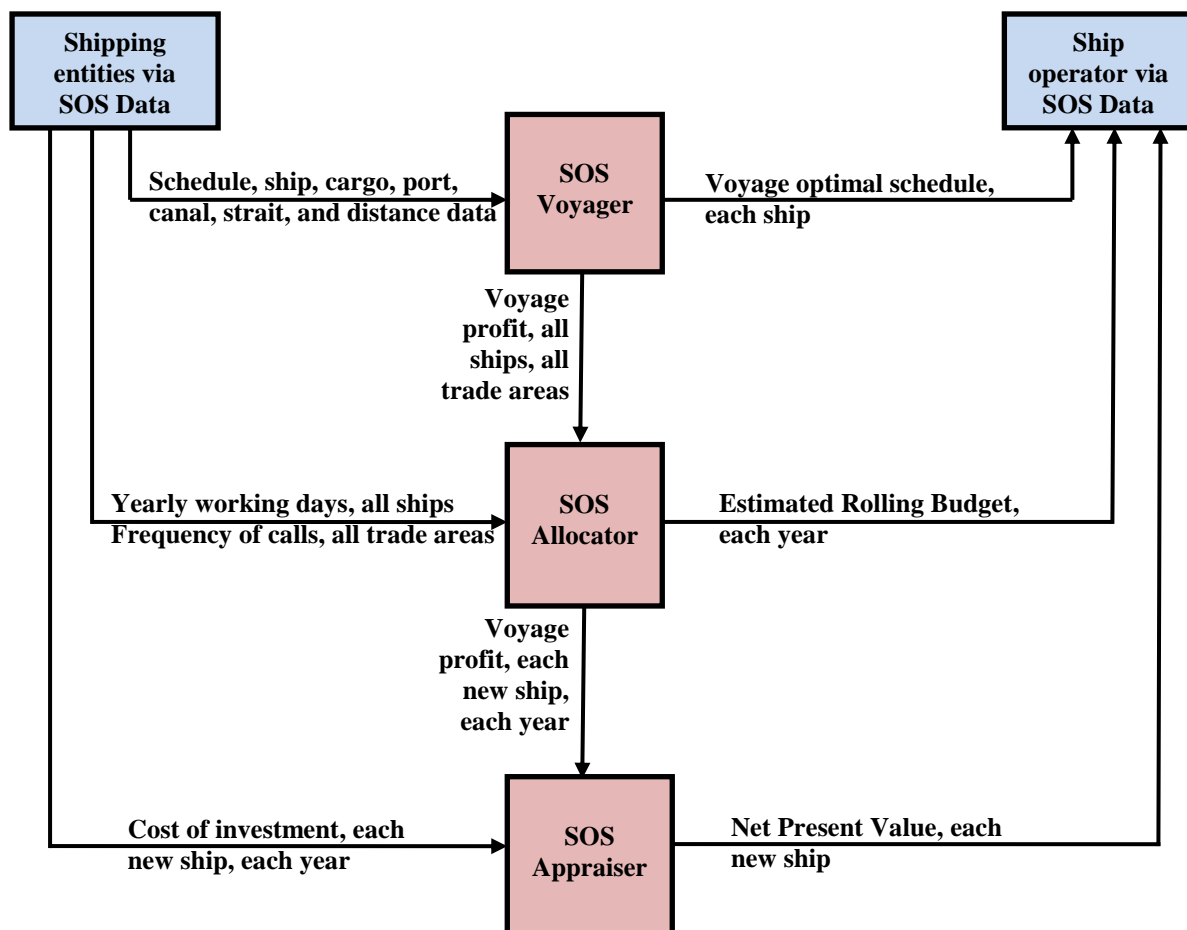 Shipping
entities via
SOS Data
Ship
operator via
SOS Data
Schedule, ship, cargo, port,
canal, strait, and distance data
SOS
Voyager
Voyage optimal schedule,
each ship
Voyage
profit, all
ships, all
trade areas
Yearly working days, all ships
Frequency of calls, all trade areas
SOS
Allocator
Estimated Rolling Budget,
each year
Voyage
profit, each
new ship,
each year
Cost of investment, each
new ship, each year
SOS
Appraiser
Net Present Value, each
new ship